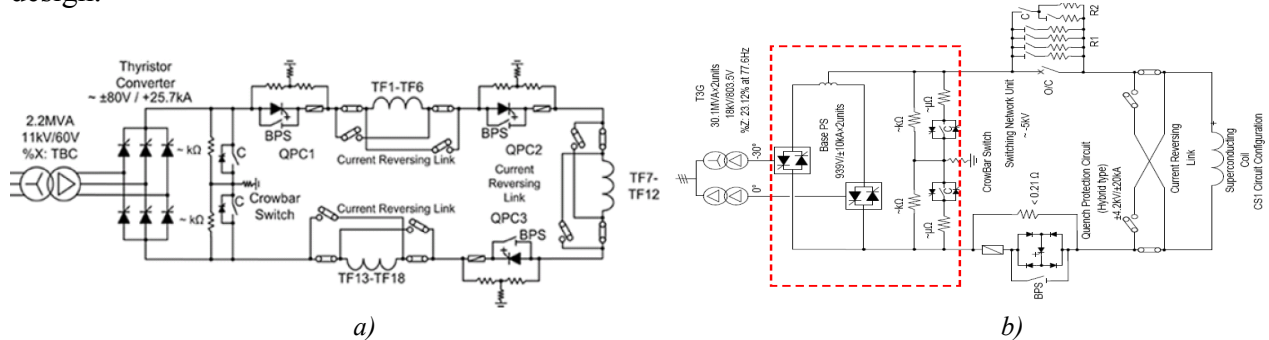 design.
Thyristor
Converter
~ ±80V / +25.7kA
2.2MVA
11kV/60V
%X: TBC
~ kΩ
~ kΩ
C
C
Crowbar
Switch
BPS
QPC1
TF1-TF6
Current Reversing Link
BPS
QPC2
Current
Reversing
Link
TF7-
TF12
QPC3
BPS
Current Reversing Link
TF13-TF18
a)
T3G
30.1MVA×2units
18kV/803.5V
%Z: 23.12% at 77.6Hz
-30°
0°
Base PS
939V/±10kA×2units
~kΩ
~kΩ
~μΩ
~μΩ
C
C
CrowBar Switch
Switching Network Unit
~ -5kV
C
R2
R1
O/C
<0.21 Ω
Quench Protection Circuit
(Hybrid type)
±4.2kV/±20kA
BPS
Current Reversing
Link
+
Superconducting
Coil
CS1 Circuit Configuration
b)